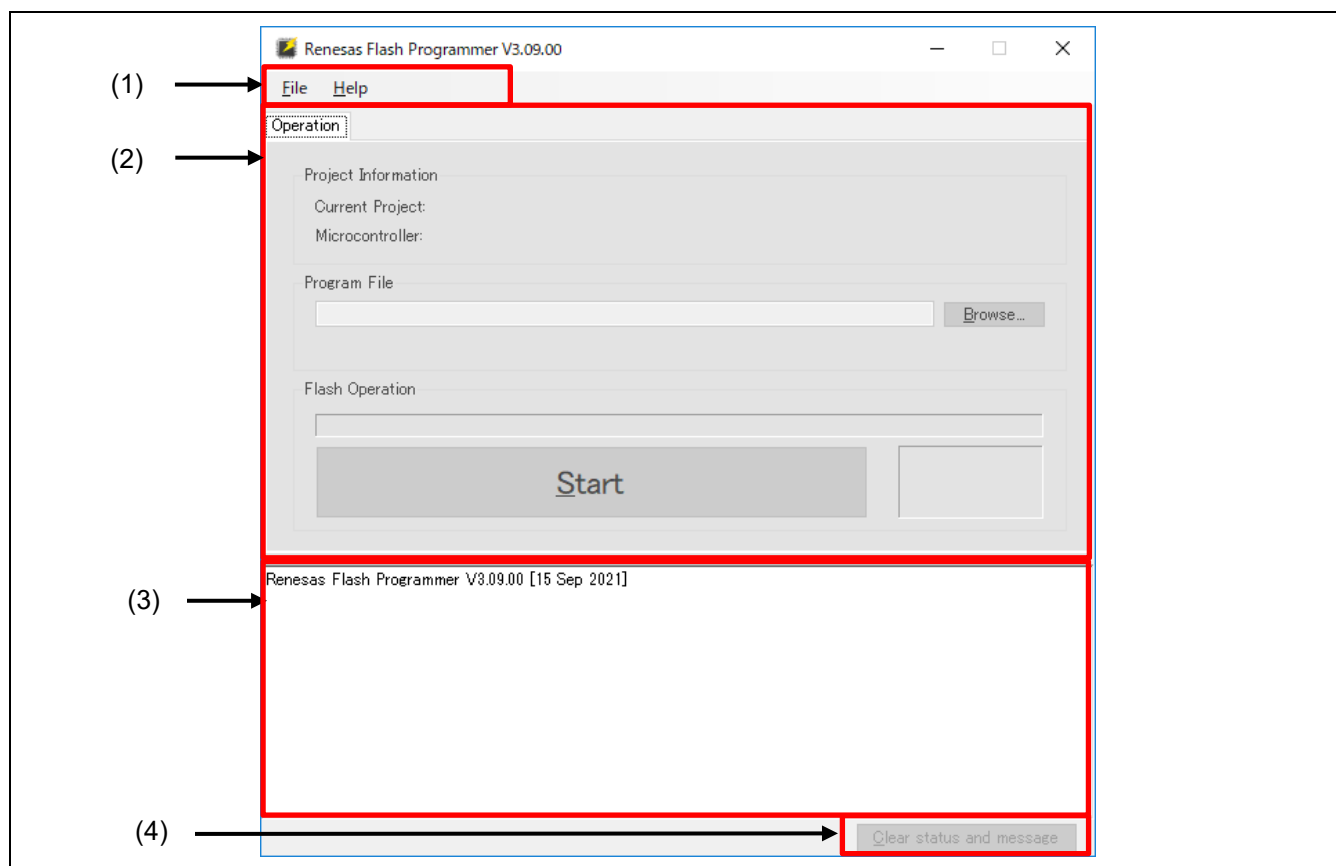 Renesas Flash Programmer V3.09.00
(1)
File Help
Operation
(2)
Project Information
Current Project:
Microcontroller:
Program File
Browse...
Flash Operation
Start
Renesas Flash Programmer V3.09.00 [15 Sep 2021]
(3)
(4)
Clear status and message